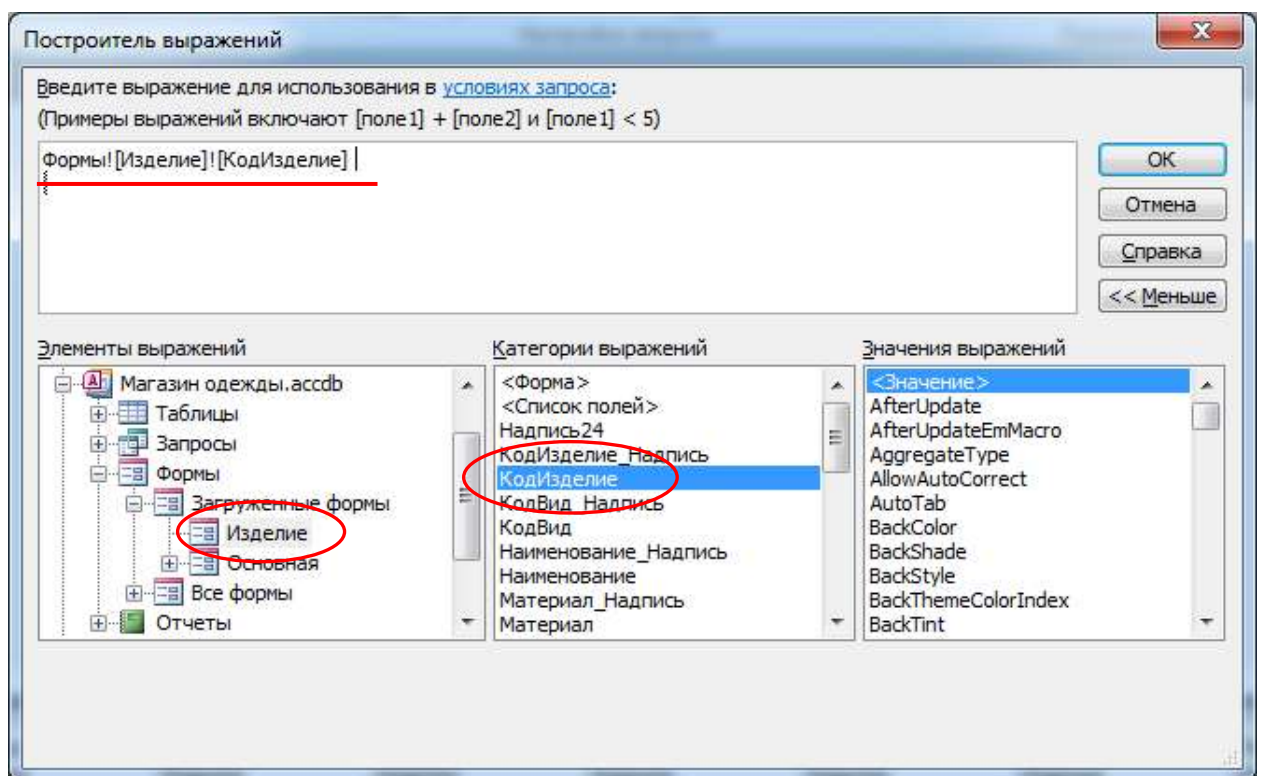 Построитель выражений
Введите выражение для использования в условиях запроса:
(Примеры выражений включают [поле1] + [поле2] и [поле1] < 5)
Формы![Изделие]![КодИзделие]
ОК
Отмена
Справка
<< Меньше
Элементы выражений
Магазин одежды.accdb
Таблицы
Запросы
Формы
Загруженные формы
Изделие
Основная
Все формы
Отчеты
Категории выражений
<Форма>
<Список полей>
Надпись24
КодИзделие_Надпись
КодИзделие
КодВид_Надпись
КодВид
Наименование_Надпись
Наименование
Материал_Надпись
Материал
Значения выражений
<Значение>
AfterUpdate
AfterUpdateEmMacro
AggregateType
AllowAutoCorrect
AutoTab
BackColor
BackShade
BackStyle
BackThemeColorIndex
BackTint